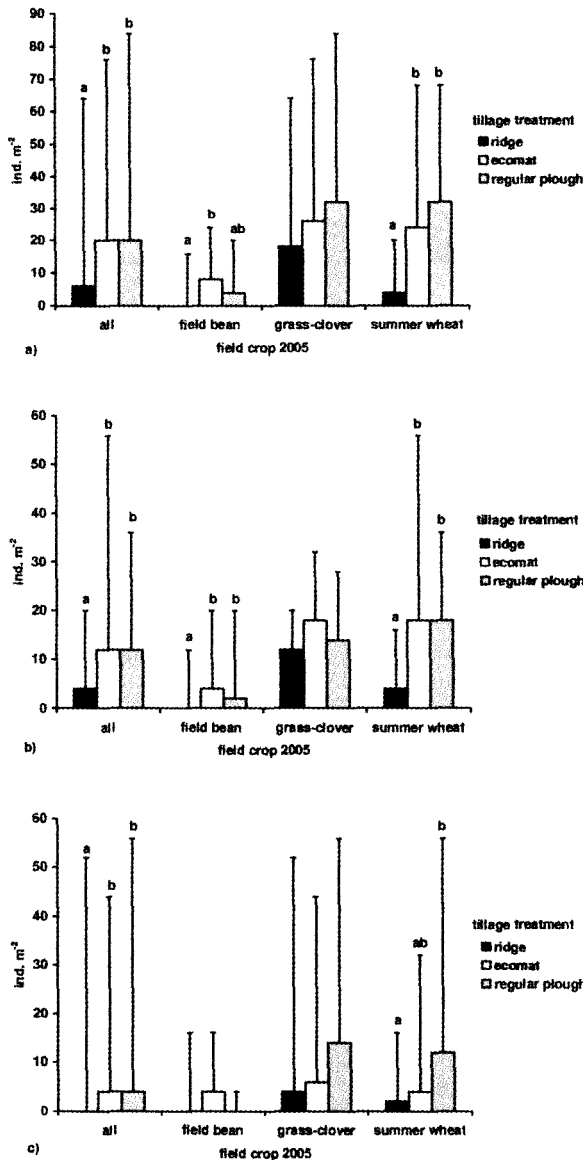 90
80
70
60
50
40
30
20
10
0
ind. m⁻²
a b b
a b ab
a b b
all field bean grass-clover summer wheat
field crop 2005
a)
tillage treatment
ridge
ecomat
regular plough
60
50
40
30
20
10
0
ind. m⁻²
a b b
a b b
a b b
all field bean grass-clover summer wheat
field crop 2005
b)
tillage treatment
ridge
ecomat
regular plough
60
50
40
30
20
10
0
ind. m⁻²
a b b
a ab b
all field bean grass-clover summer wheat
field crop 2005
c)
tillage treatment
ridge
ecomat
regular plough